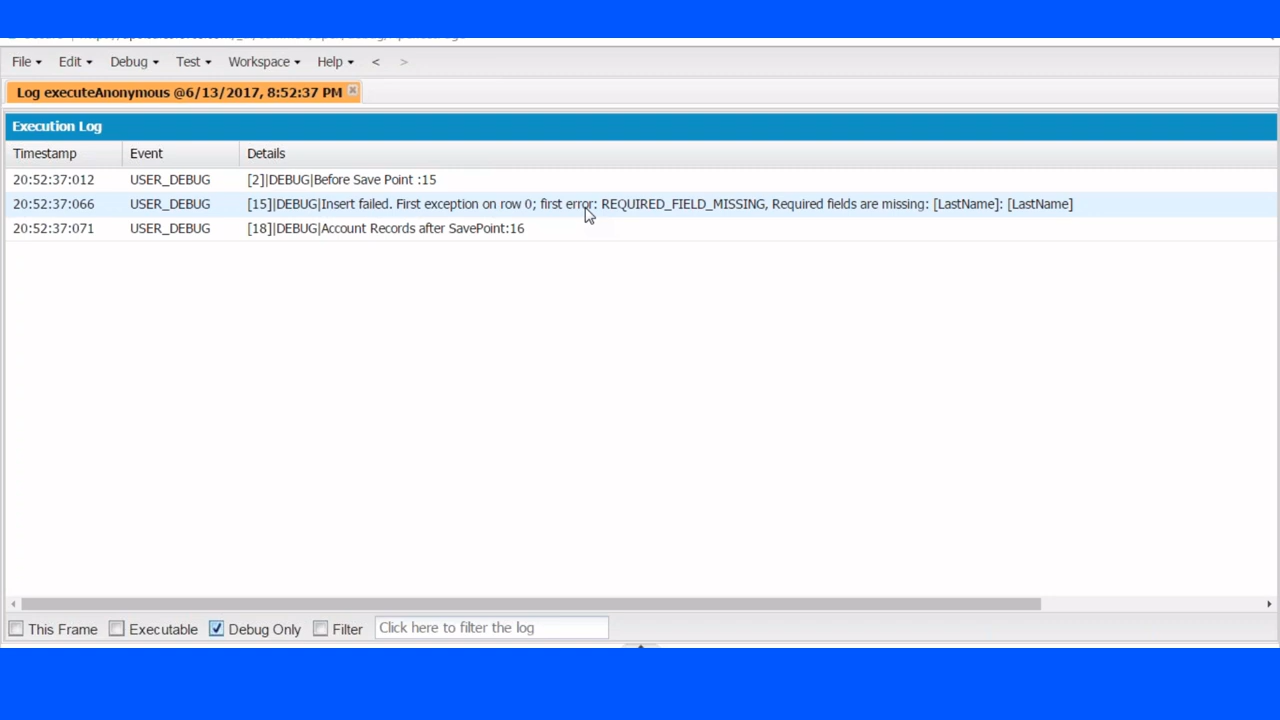 File Edit Debug Test Workspace Help < >
Log executeAnonymous @6/13/2017, 8:52:37 PM
Execution Log
Timestamp Event Details
20:52:37:012 USER_DEBUG [2]|DEBUG|Before Save Point :15
20:52:37:066 USER_DEBUG [15]|DEBUG|Insert failed. First exception on row 0; first error: REQUIRED_FIELD_MISSING, Required fields are missing: [LastName]: [LastName]
20:52:37:071 USER_DEBUG [18]|DEBUG|Account Records after SavePoint:16
This Frame Executable Debug Only Filter Click here to filter the log